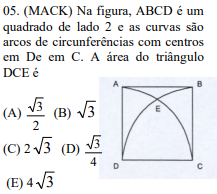 05. (MACK) Na figura, ABCD é um
quadrado de lado 2 e as curvas são
arcos de circunferências com centros
em De em C. A área do triângulo
DCE é
(A) √3/2 (B) √3
(C) 2√3 (D) √3/4
(E) 4√3
A B
E
D C